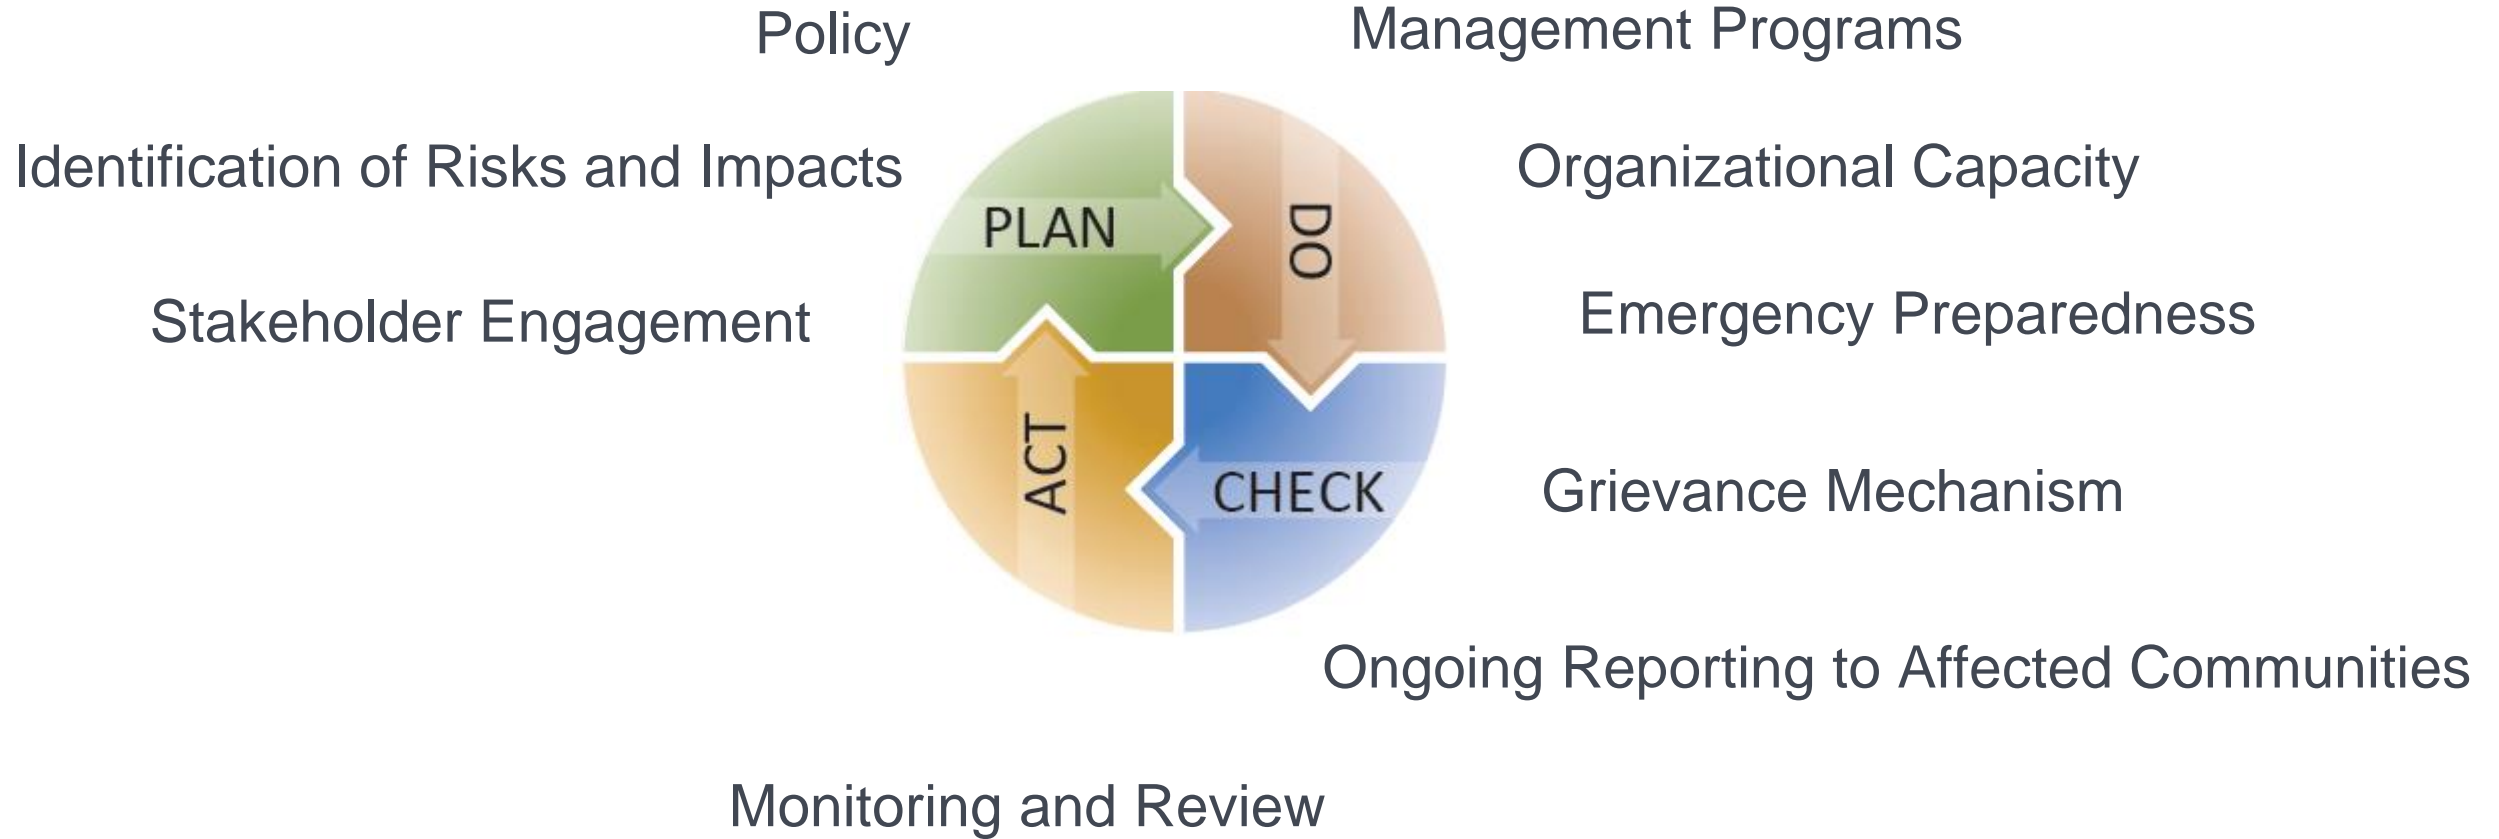 Policy
Management Programs
Identification of Risks and Impacts
Organizational Capacity
PLAN
DO
Stakeholder Engagement
Emergency Preparedness
ACT
CHECK
Grievance Mechanism
Ongoing Reporting to Affected Communities
Monitoring and Review